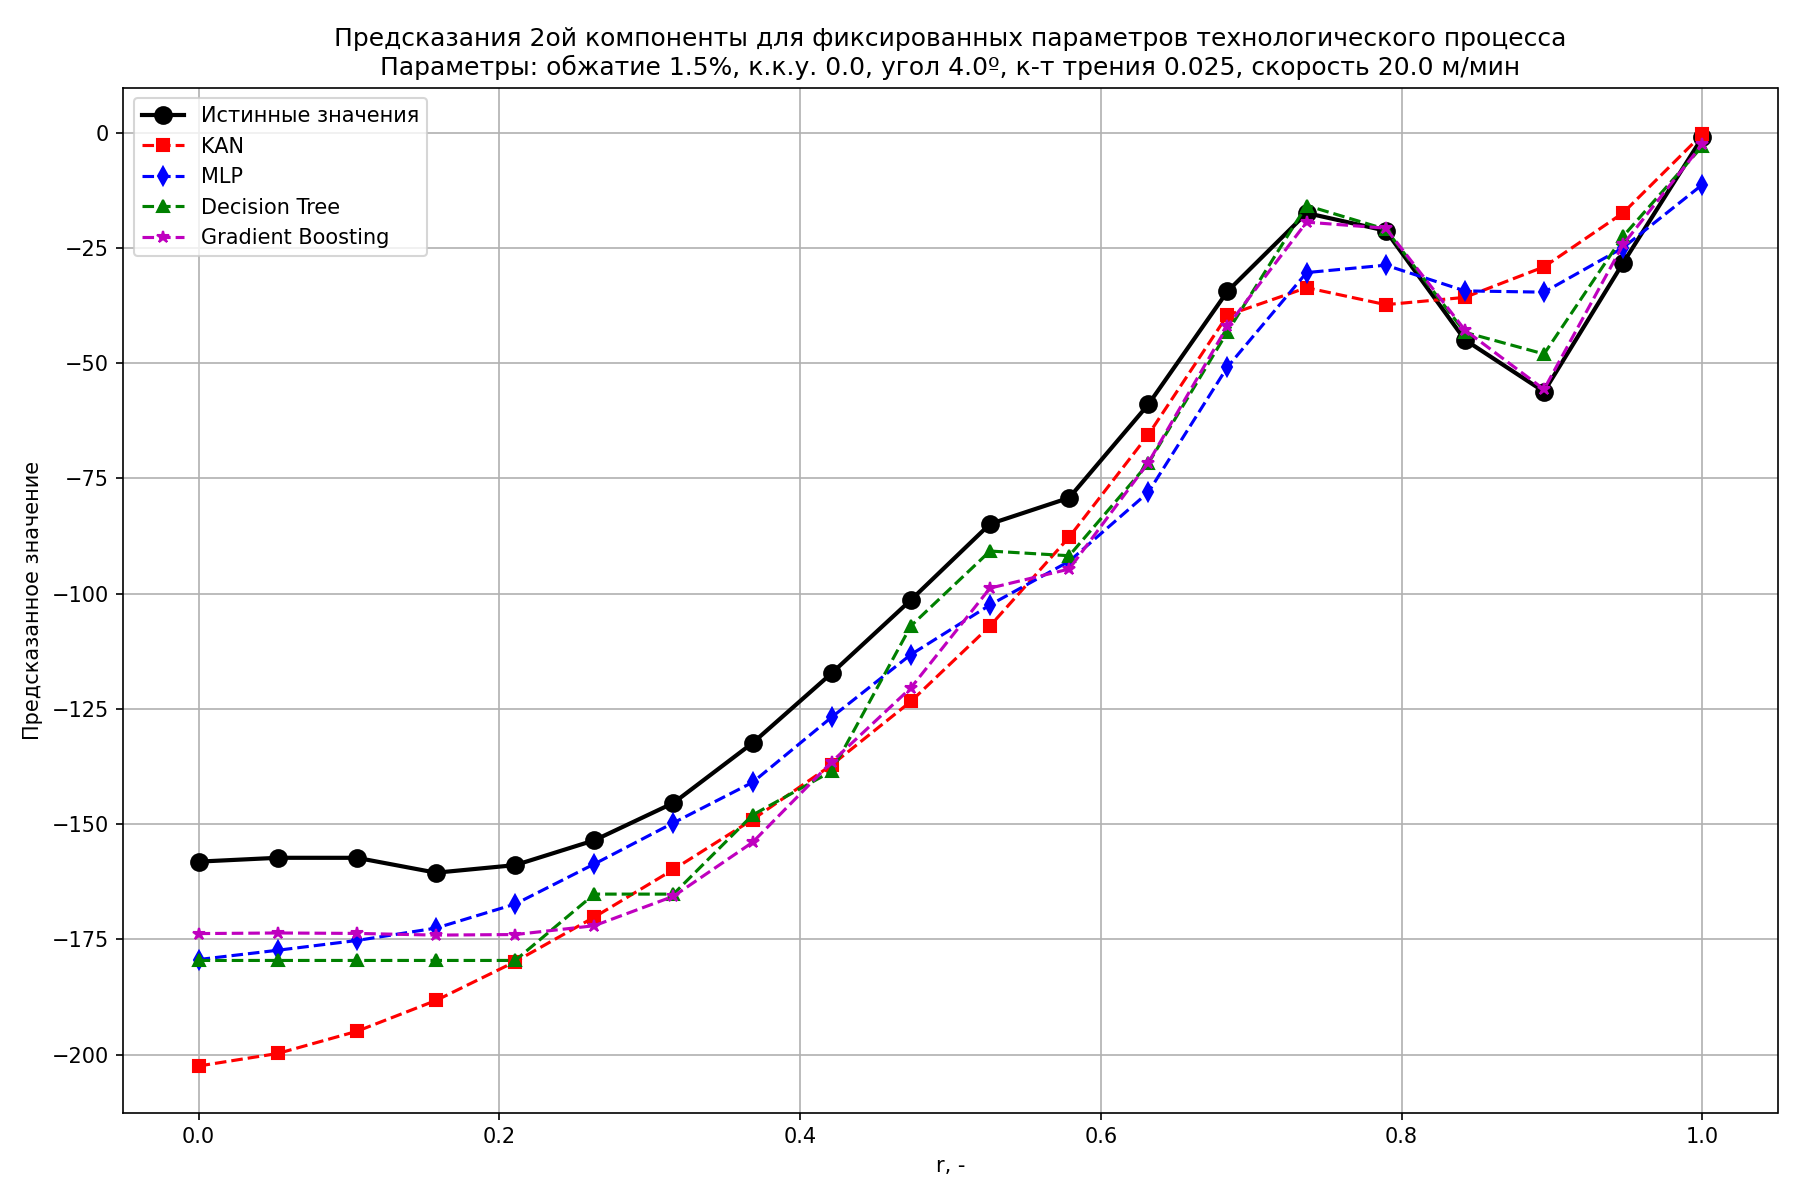 Предсказания 2ой компоненты для фиксированных параметров технологического процесса
Параметры: обжатие 1.5%, к.к.у. 0.0, угол 4.0º, к-т трения 0.025, скорость 20.0 м/мин
Истинные значения
KAN
MLP
Decision Tree
Gradient Boosting
Предсказанное значение
0
−25
−50
−75
−100
−125
−150
−175
−200
0.0
0.2
0.4
0.6
0.8
1.0
r, -